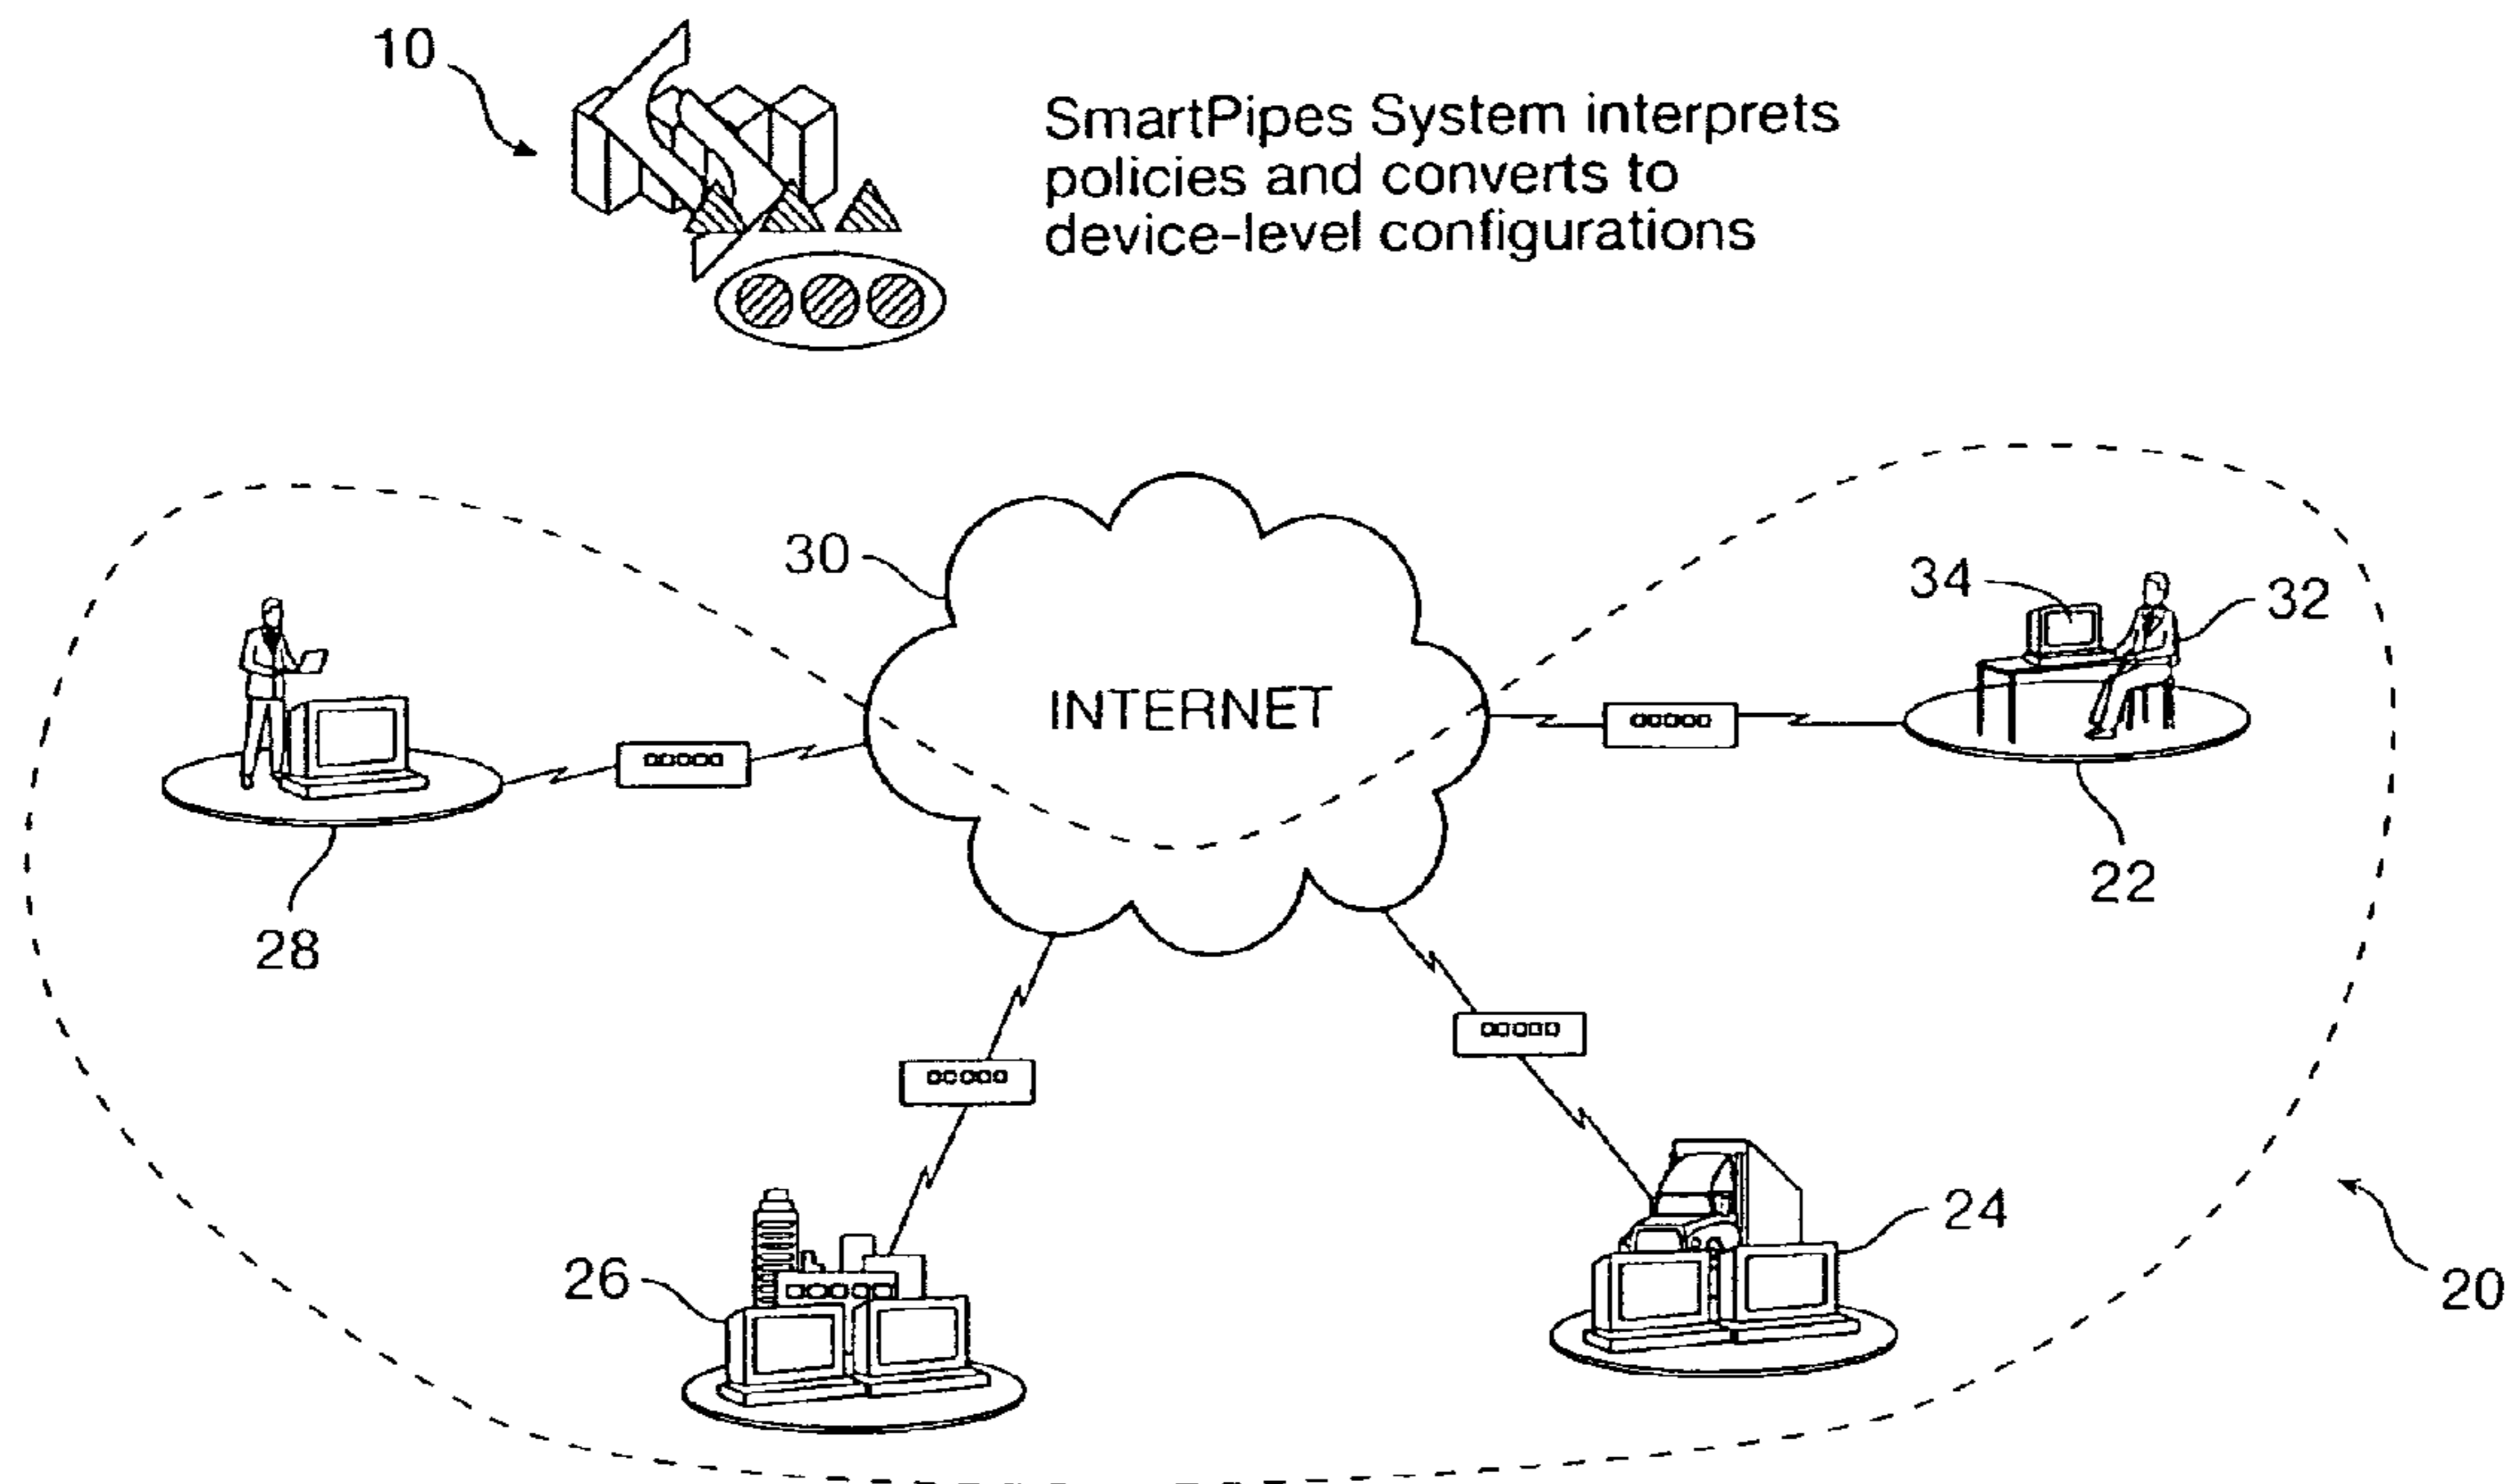 10
SmartPipes System interprets
policies and converts to
device-level configurations
30
INTERNET
34
32
22
28
26
24
20